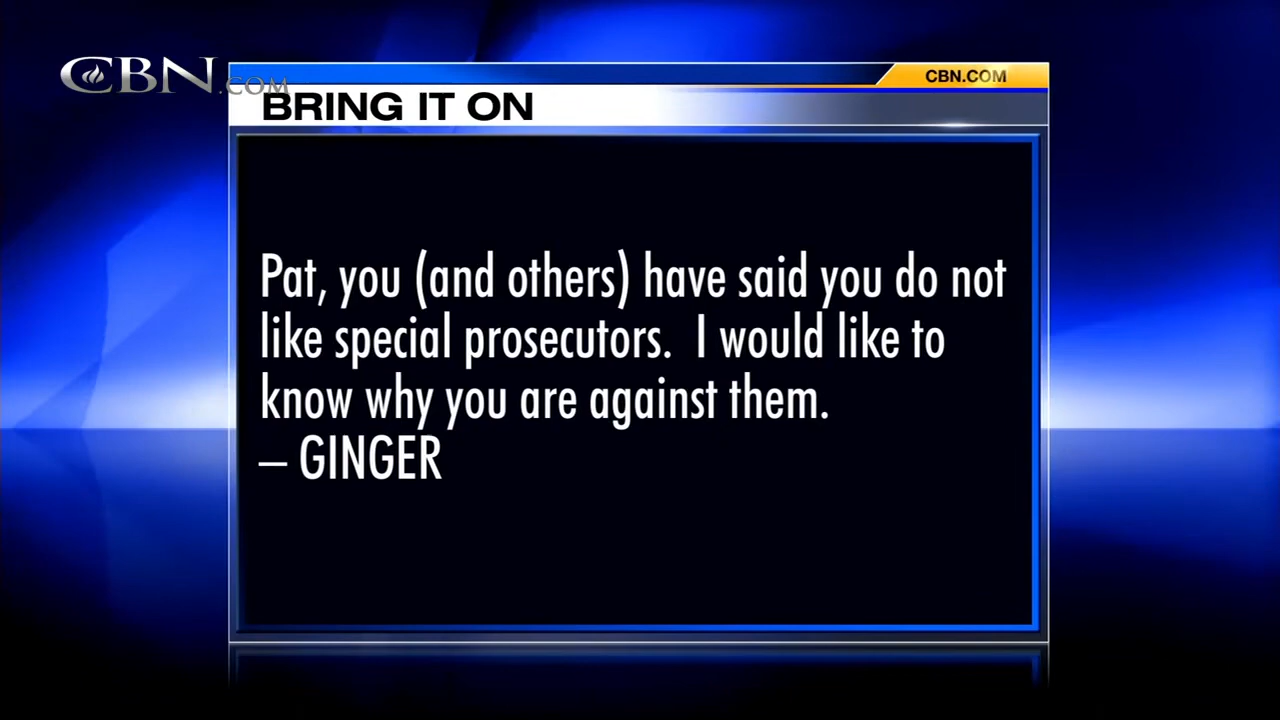 CBN.COM
CBN.COM
BRING IT ON
Pat, you (and others) have said you do not
like special prosecutors.  I would like to
know why you are against them.
– GINGER